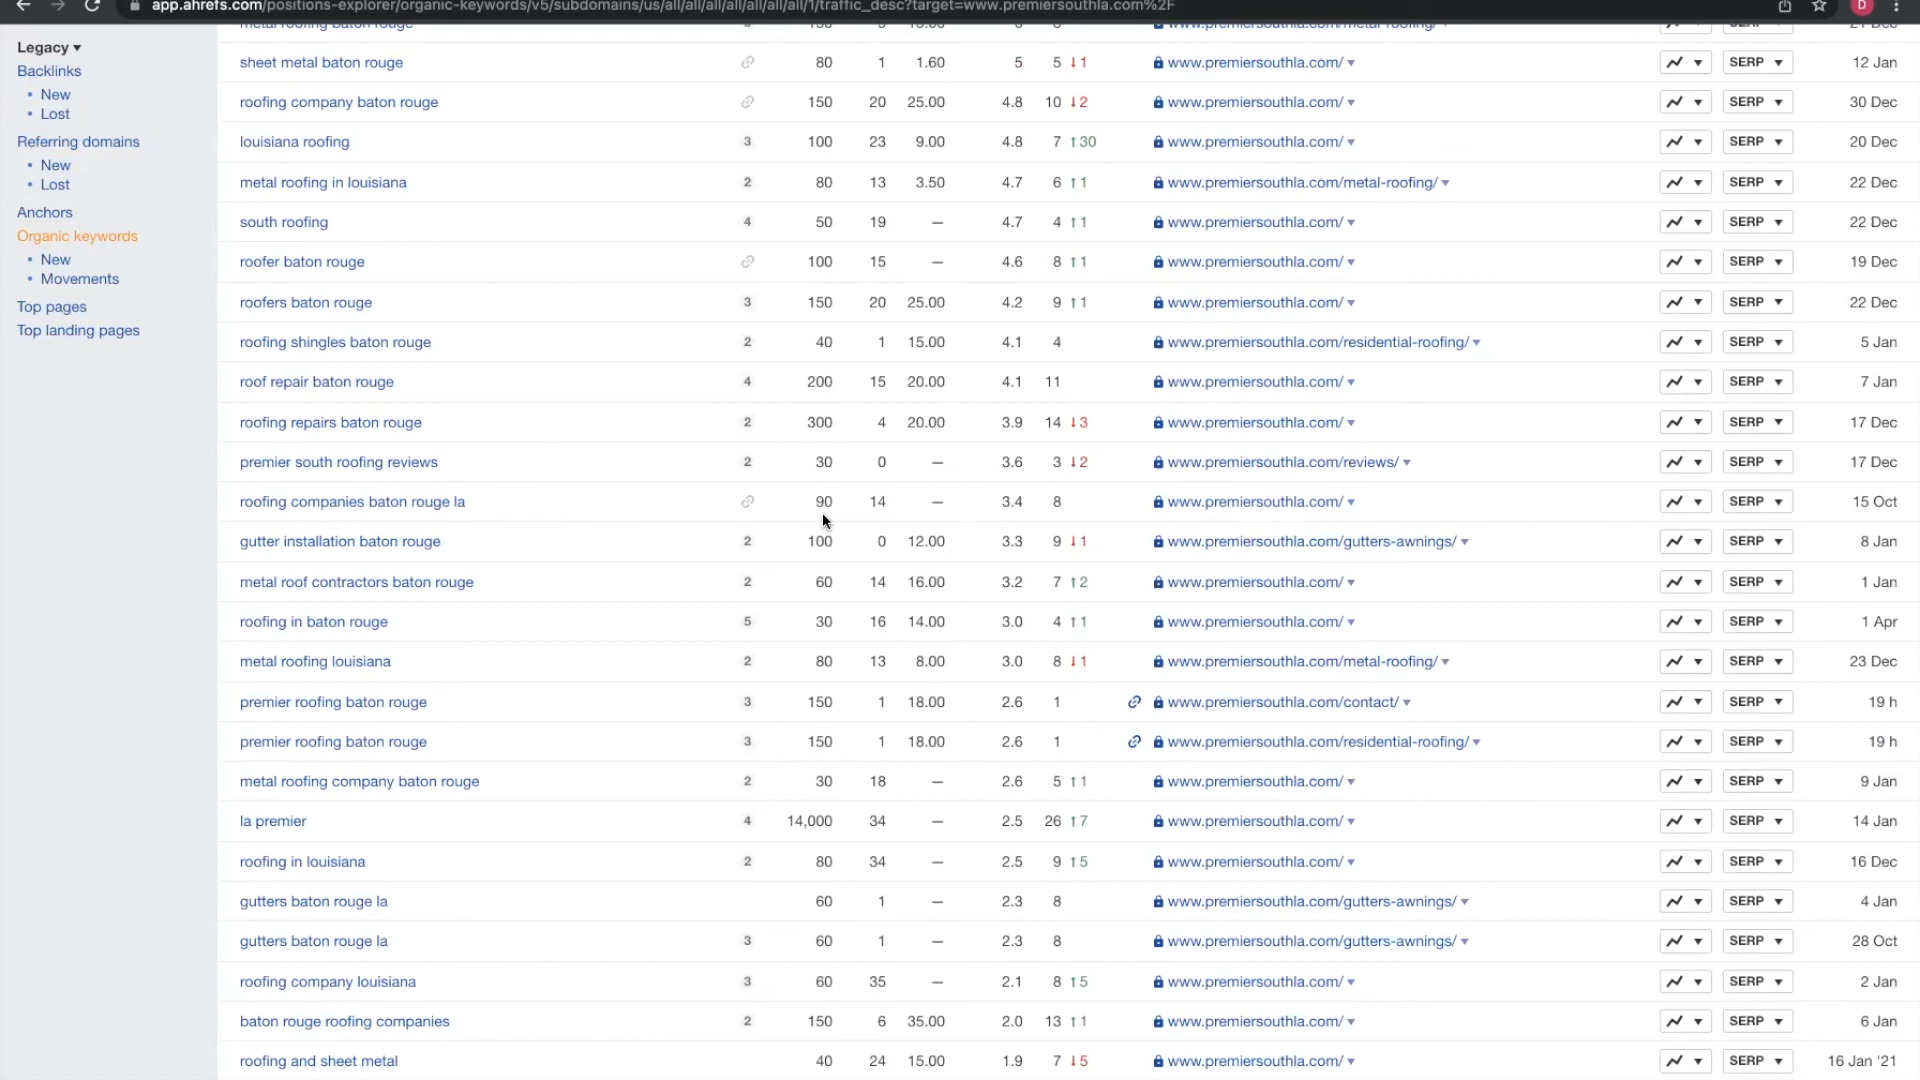 app.ahrefs.com/positions-explorer/organic-keywords/v5/subdomains/us/all/all/all/all/all/all/all/1/traffic_desc?target=www.premiersouthla.com%2F D
Legacy
Backlinks
New
Lost
Referring domains
New
Lost
Anchors
Organic keywords
New
Movements
Top pages
Top landing pages
metal roofing baton rouge www.premiersouthla.com/metal-roofing/ SERP 21 Dec
sheet metal baton rouge 80 1 1.60 5 5 ↓1 www.premiersouthla.com/ SERP 12 Jan
roofing company baton rouge 150 20 25.00 4.8 10 ↓2 www.premiersouthla.com/ SERP 30 Dec
louisiana roofing 3 100 23 9.00 4.8 7 ↑30 www.premiersouthla.com/ SERP 20 Dec
metal roofing in louisiana 2 80 13 3.50 4.7 6 ↑1 www.premiersouthla.com/metal-roofing/ SERP 22 Dec
south roofing 4 50 19 — 4.7 4 ↑1 www.premiersouthla.com/ SERP 22 Dec
roofer baton rouge 100 15 — 4.6 8 ↑1 www.premiersouthla.com/ SERP 19 Dec
roofers baton rouge 3 150 20 25.00 4.2 9 ↑1 www.premiersouthla.com/ SERP 22 Dec
roofing shingles baton rouge 2 40 1 15.00 4.1 4 www.premiersouthla.com/residential-roofing/ SERP 5 Jan
roof repair baton rouge 4 200 15 20.00 4.1 11 www.premiersouthla.com/ SERP 7 Jan
roofing repairs baton rouge 2 300 4 20.00 3.9 14 ↓3 www.premiersouthla.com/ SERP 17 Dec
premier south roofing reviews 2 30 0 — 3.6 3 ↓2 www.premiersouthla.com/reviews/ SERP 17 Dec
roofing companies baton rouge la 90 14 — 3.4 8 www.premiersouthla.com/ SERP 15 Oct
gutter installation baton rouge 2 100 0 12.00 3.3 9 ↓1 www.premiersouthla.com/gutters-awnings/ SERP 8 Jan
metal roof contractors baton rouge 2 60 14 16.00 3.2 7 ↑2 www.premiersouthla.com/ SERP 1 Jan
roofing in baton rouge 5 30 16 14.00 3.0 4 ↑1 www.premiersouthla.com/ SERP 1 Apr
metal roofing louisiana 2 80 13 8.00 3.0 8 ↓1 www.premiersouthla.com/metal-roofing/ SERP 23 Dec
premier roofing baton rouge 3 150 1 18.00 2.6 1 www.premiersouthla.com/contact/ SERP 19 h
premier roofing baton rouge 3 150 1 18.00 2.6 1 www.premiersouthla.com/residential-roofing/ SERP 19 h
metal roofing company baton rouge 2 30 18 — 2.6 5 ↑1 www.premiersouthla.com/ SERP 9 Jan
la premier 4 14,000 34 — 2.5 26 ↑7 www.premiersouthla.com/ SERP 14 Jan
roofing in louisiana 2 80 34 — 2.5 9 ↑5 www.premiersouthla.com/ SERP 16 Dec
gutters baton rouge la 60 1 — 2.3 8 www.premiersouthla.com/gutters-awnings/ SERP 4 Jan
gutters baton rouge la 3 60 1 — 2.3 8 www.premiersouthla.com/gutters-awnings/ SERP 28 Oct
roofing company louisiana 3 60 35 — 2.1 8 ↑5 www.premiersouthla.com/ SERP 2 Jan
baton rouge roofing companies 2 150 6 35.00 2.0 13 ↑1 www.premiersouthla.com/ SERP 6 Jan
roofing and sheet metal 40 24 15.00 1.9 7 ↓5 www.premiersouthla.com/ SERP 16 Jan '21